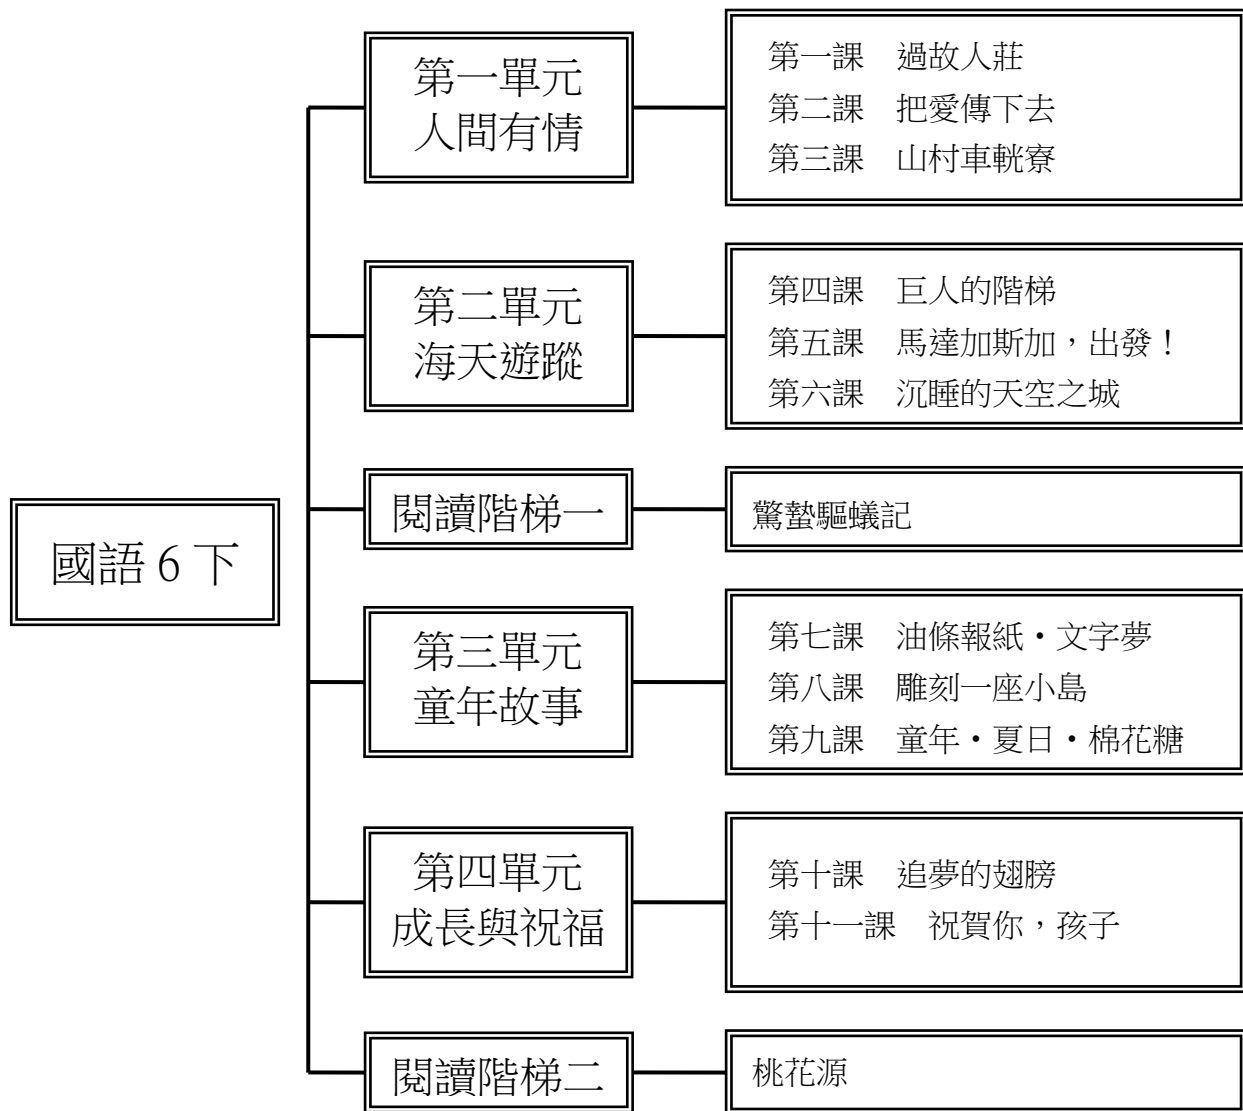 國語 6 下
第一單元
人間有情
第一課　過故人莊
第二課　把愛傳下去
第三課　山村車輄寮
第二單元
海天遊蹤
第四課　巨人的階梯
第五課　馬達加斯加，出發！
第六課　沉睡的天空之城
閱讀階梯一
驚蟄驅蟻記
第三單元
童年故事
第七課　油條報紙・文字夢
第八課　雕刻一座小島
第九課　童年・夏日・棉花糖
第四單元
成長與祝福
第十課　追夢的翅膀
第十一課　祝賀你，孩子
閱讀階梯二
桃花源